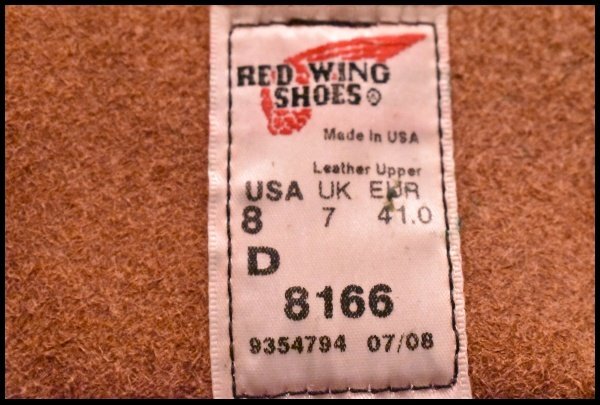 RED WING
SHOES®
Made in USA
Leather Upper
USA UK EUR
8 7 41.0
D
8166
9354794 07/08